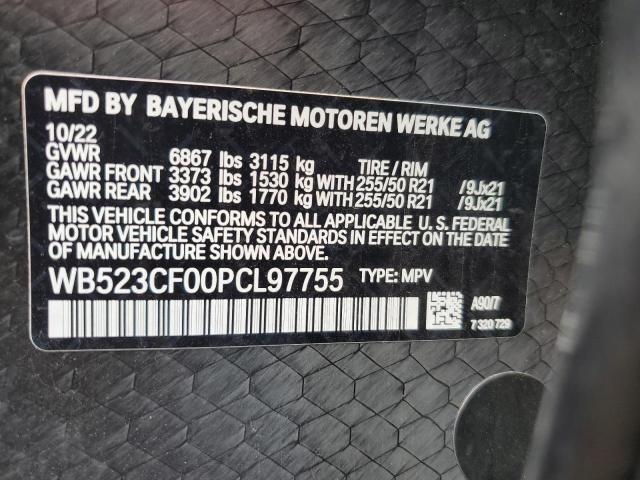 MFD BY BAYERISCHE MOTOREN WERKE AG
10/22
GVWR 6867 lbs 3115 kg TIRE / RIM
GAWR FRONT 3373 lbs 1530 kg WITH 255/50 R21 /9Jx21
GAWR REAR 3902 lbs 1770 kg WITH 255/50 R21 /9Jx21
THIS VEHICLE CONFORMS TO ALL APPLICABLE U. S. FEDERAL
MOTOR VEHICLE SAFETY STANDARDS IN EFFECT ON THE DATE
OF MANUFACTURE SHOWN ABOVE.
WB523CF00PCL97755 TYPE: MPV
A90/7
7 320 729